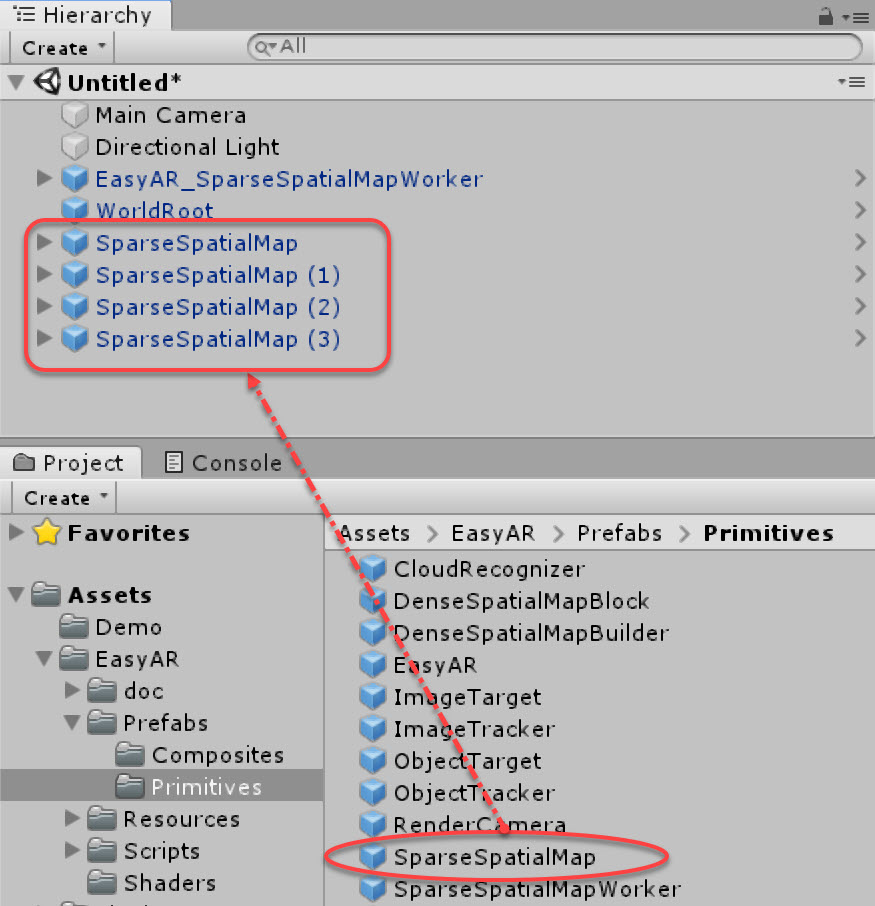 Hierarchy
Create
All
Untitled*
Main Camera
Directional Light
EasyAR_SparseSpatialMapWorker
WorldRoot
SparseSpatialMap
SparseSpatialMap (1)
SparseSpatialMap (2)
SparseSpatialMap (3)
Project Console
Create
Favorites
Assets
Demo
EasyAR
doc
Prefabs
Composites
Primitives
Resources
Scripts
Shaders
Assets > EasyAR > Prefabs > Primitives
CloudRecognizer
DenseSpatialMapBlock
DenseSpatialMapBuilder
EasyAR
ImageTarget
ImageTracker
ObjectTarget
ObjectTracker
RenderCamera
SparseSpatialMap
SparseSpatialMapWorker